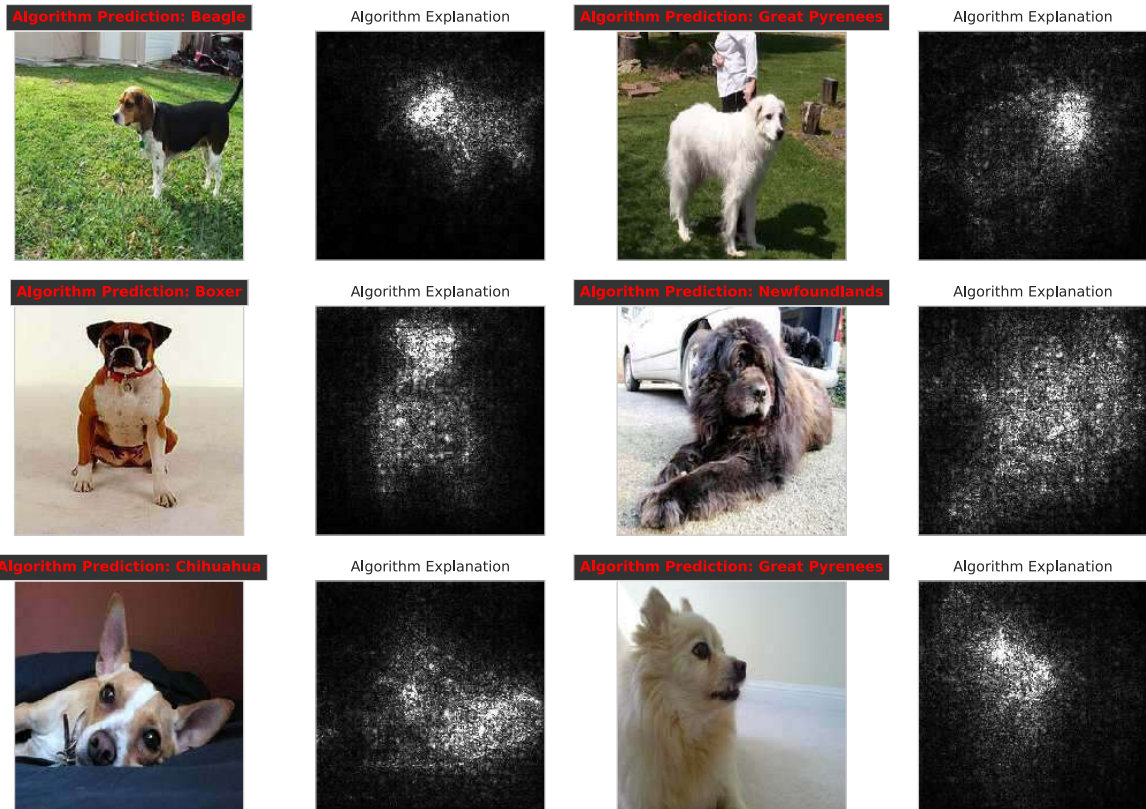 Algorithm Prediction: Beagle
Algorithm Explanation
Algorithm Prediction: Great Pyrenees
Algorithm Explanation
Algorithm Prediction: Boxer
Algorithm Explanation
Algorithm Prediction: Newfoundlands
Algorithm Explanation
Algorithm Prediction: Chihuahua
Algorithm Explanation
Algorithm Prediction: Great Pyrenees
Algorithm Explanation